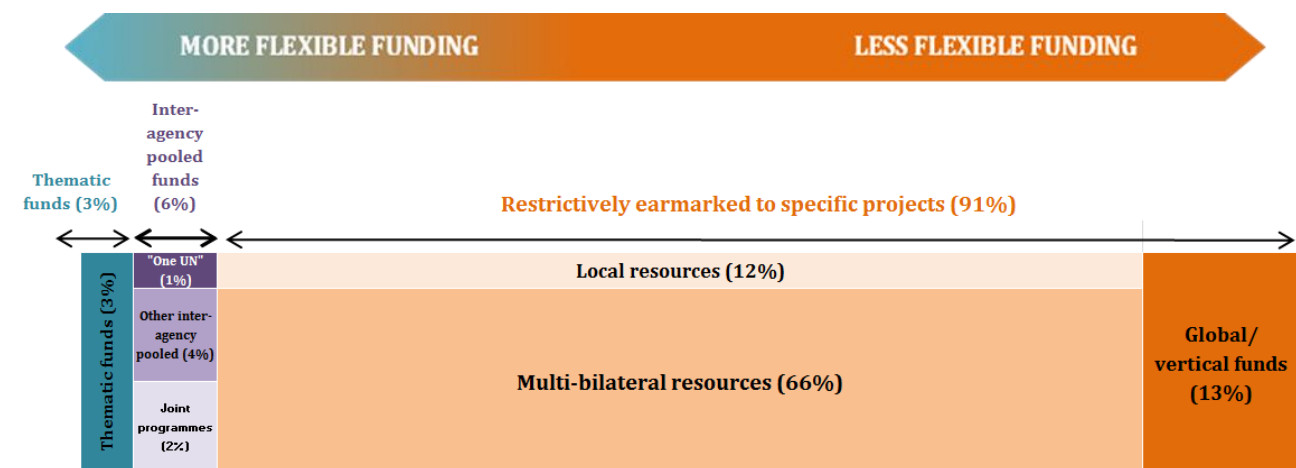 MORE FLEXIBLE FUNDING
LESS FLEXIBLE FUNDING
Inter-
agency
pooled
funds
(6%)
Thematic
funds (3%)
Restrictively earmarked to specific projects (91%)
Thematic funds (3%)
"One UN"
(1%)
Other inter-
agency
pooled (4%)
Joint
programmes
(2%)
Local resources (12%)
Multi-bilateral resources (66%)
Global/
vertical funds
(13%)